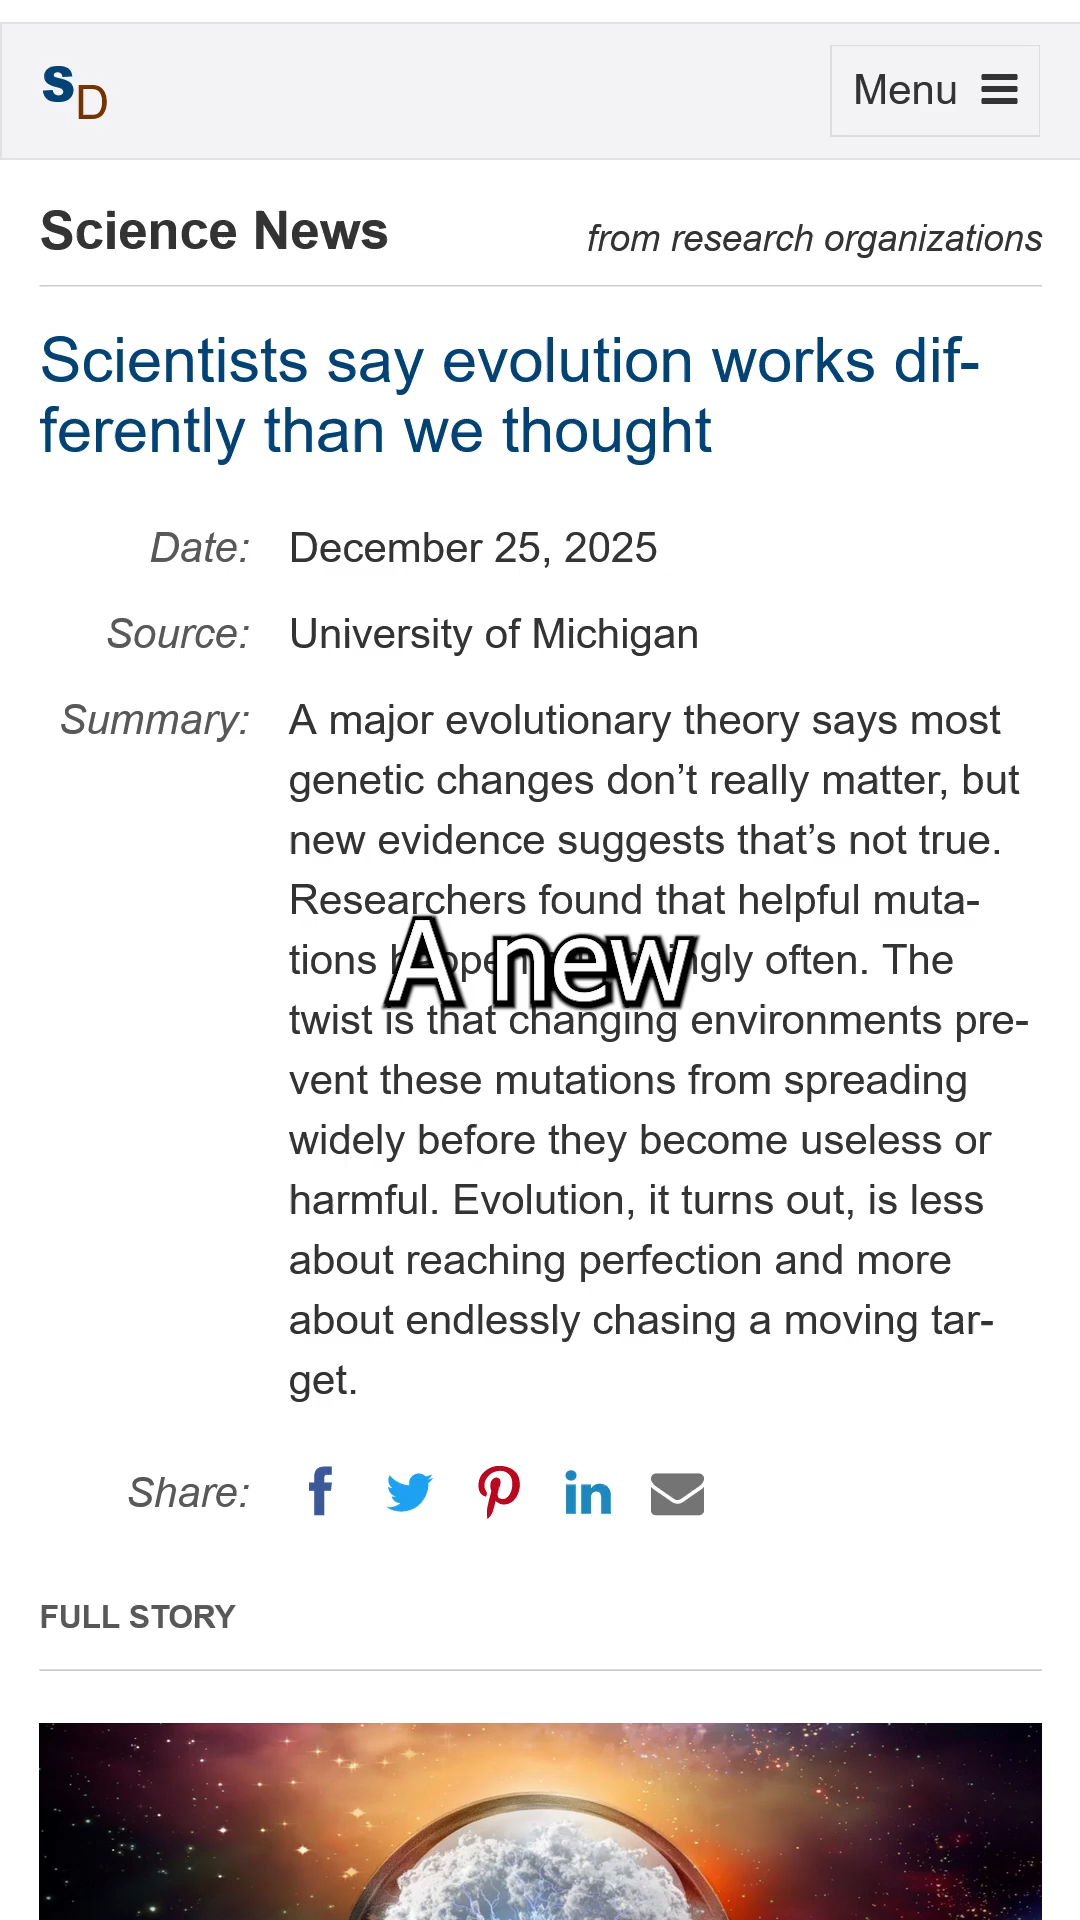 SD
Menu
Science News
from research organizations
Scientists say evolution works dif-
ferently than we thought
Date: December 25, 2025
Source: University of Michigan
Summary: A major evolutionary theory says most
genetic changes don’t really matter, but
new evidence suggests that’s not true.
Researchers found that helpful muta-
tions often. The
A new
twist is that changing environments pre-
vent these mutations from spreading
widely before they become useless or
harmful. Evolution, it turns out, is less
about reaching perfection and more
about endlessly chasing a moving tar-
get.
Share:
FULL STORY